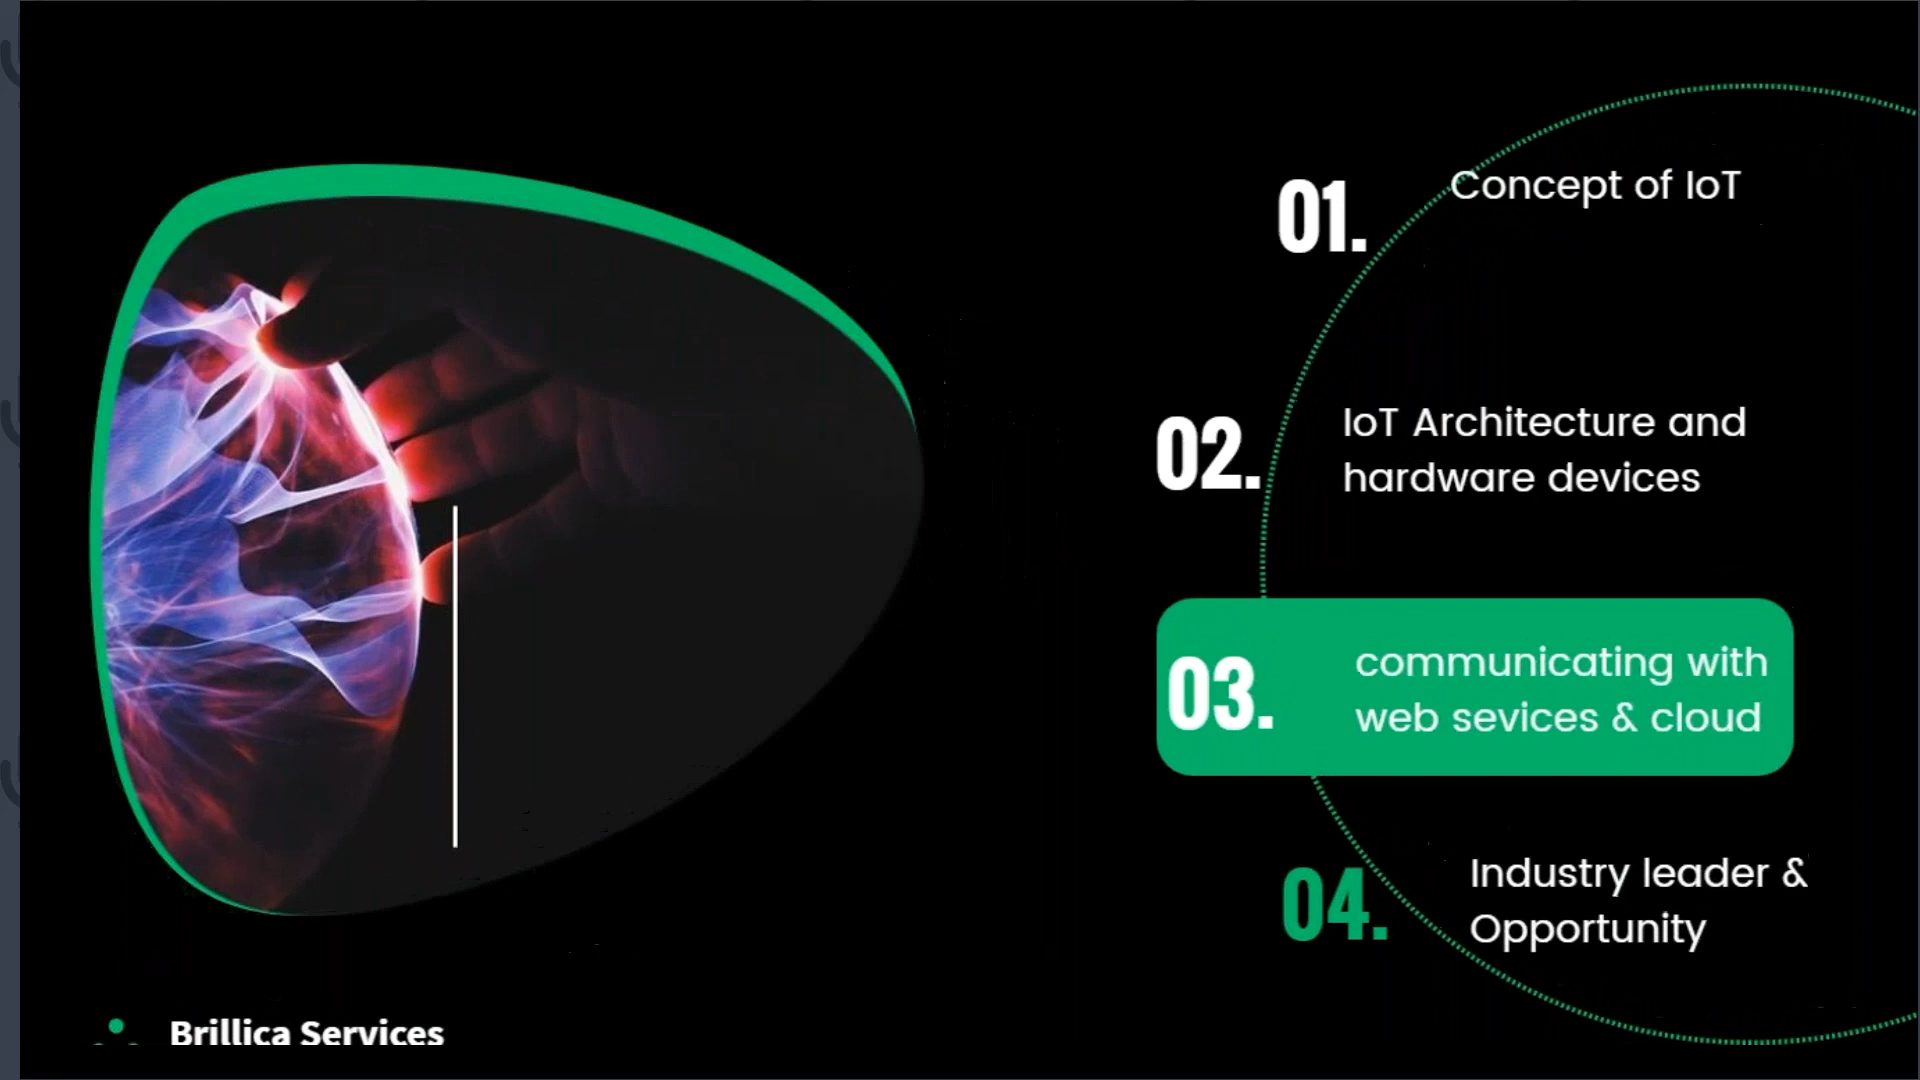 01.
Concept of IoT
02.
IoT Architecture and
hardware devices
03.
communicating with
web sevices & cloud
04.
Industry leader &
Opportunity
Brillica Services